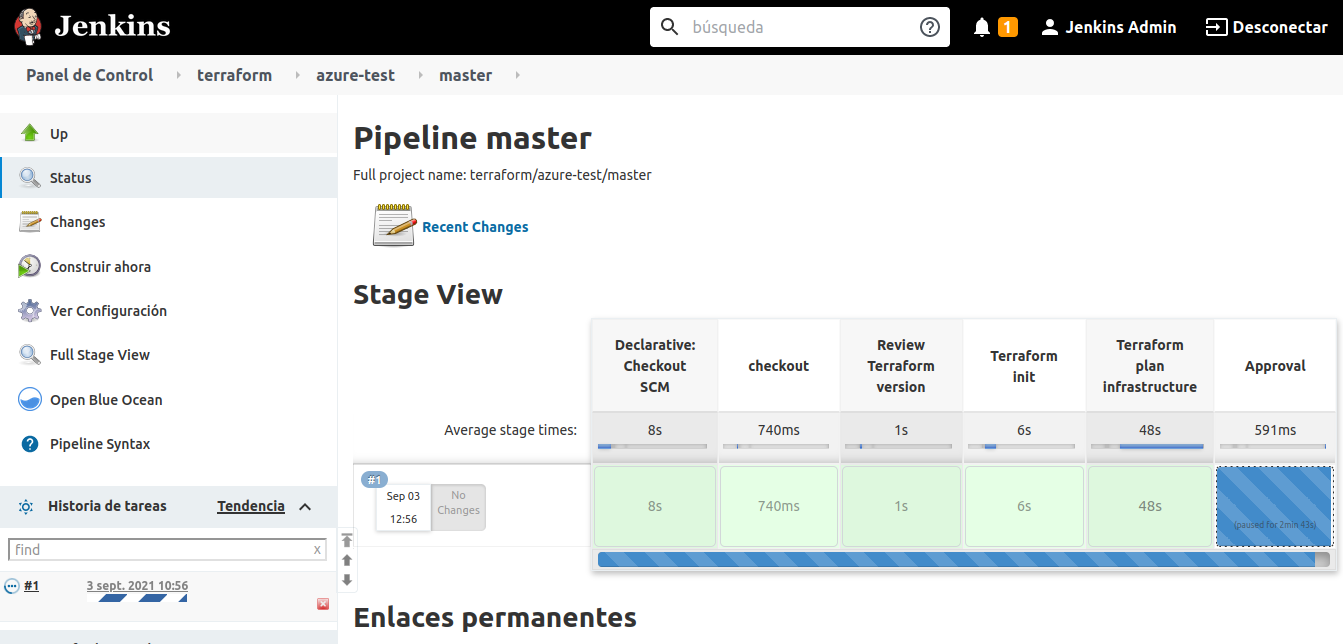 Jenkins
búsqueda
1
Jenkins Admin
Desconectar
Panel de Control
terraform
azure-test
master
Up
Status
Changes
Construir ahora
Ver Configuración
Full Stage View
Open Blue Ocean
Pipeline Syntax
Historia de tareas
Tendencia
find
x
#1
3 sept. 2021 10:56
Pipeline master
Full project name: terraform/azure-test/master
Recent Changes
Stage View
Declarative:
Checkout
SCM
checkout
Review
Terraform
version
Terraform
init
Terraform
plan
infrastructure
Approval
Average stage times:
8s
740ms
1s
6s
48s
591ms
#1
Sep 03
12:56
No
Changes
8s
740ms
1s
6s
48s
(paused for 2min 43s)
Enlaces permanentes